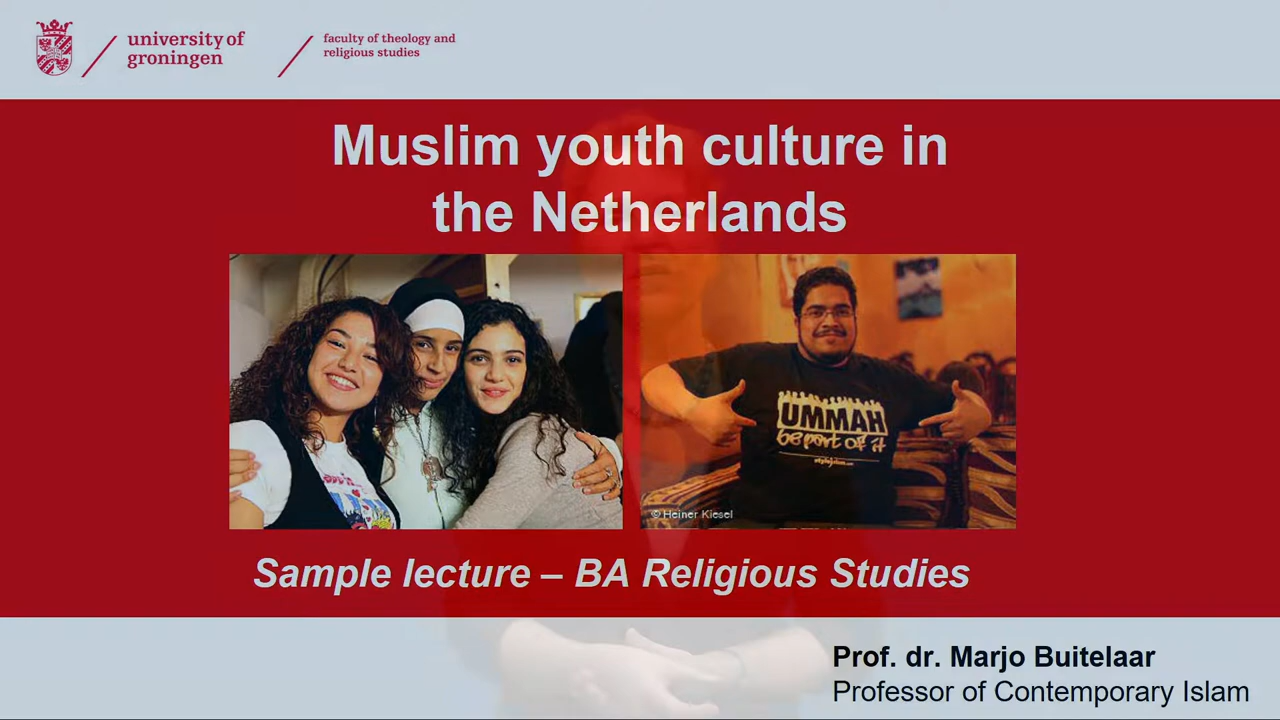 university of
groningen
faculty of theology and
religious studies
Muslim youth culture in
the Netherlands
UMMAH
be part of it
© Heiner Kiesel
Sample lecture – BA Religious Studies
Prof. dr. Marjo Buitelaar
Professor of Contemporary Islam